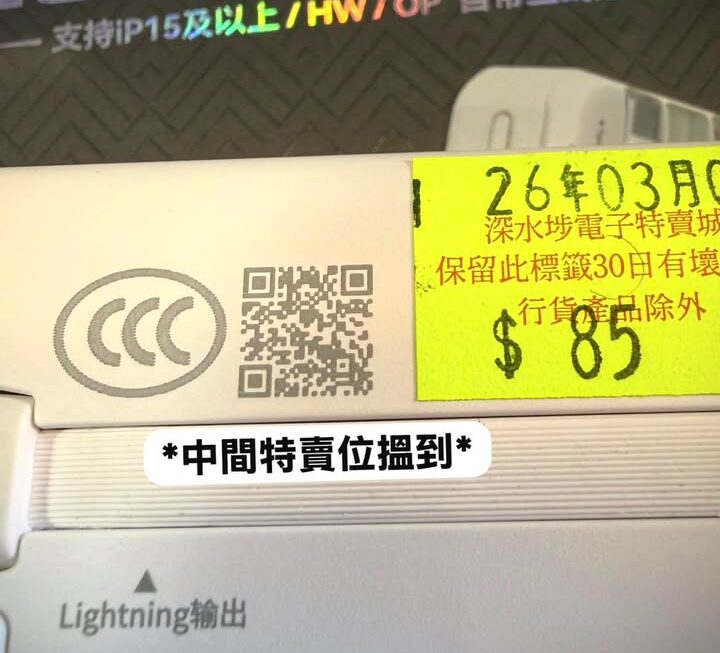 支持iP15及以上/HW/OP 自带
26年03月
深水埗電子特賣城
保留此標籤30日有壞
行貨產品除外
$ 85
CCC
*中間特賣位搵到*
Lightning输出